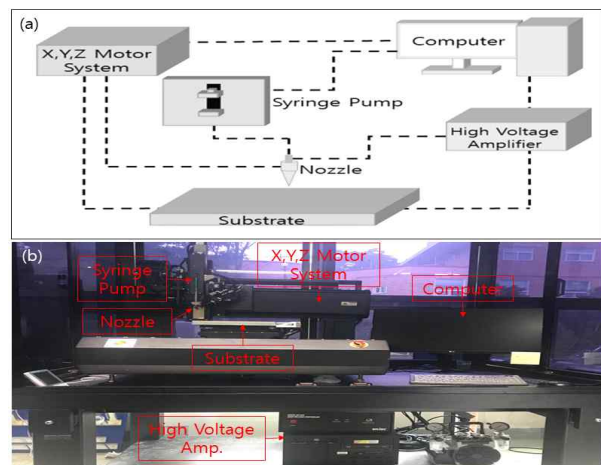 (a)
X,Y,Z Motor
System
Computer
Syringe Pump
High Voltage
Amplifier
Nozzle
Substrate
(b)
Syringe
Pump
X,Y,Z Motor
System
Computer
Nozzle
Substrate
High Voltage
Amp.